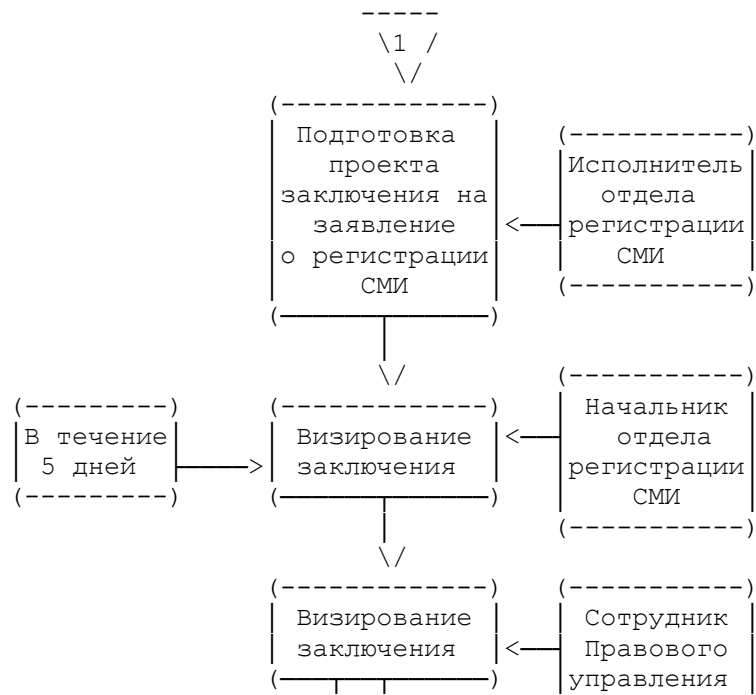 1
Подготовка
проекта
заключения на
заявление
о регистрации
СМИ
Исполнитель
отдела
регистрации
СМИ
В течение
5 дней
Визирование
заключения
Начальник
отдела
регистрации
СМИ
Визирование
заключения
Сотрудник
Правового
управления